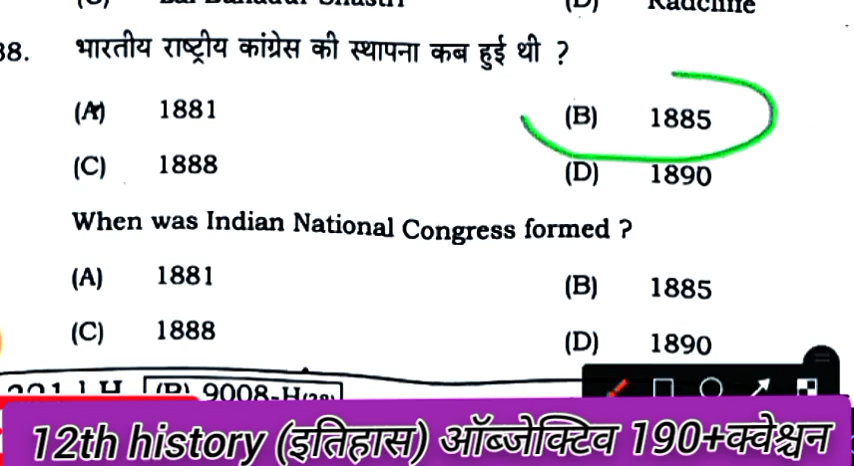 38. भारतीय राष्ट्रीय कांग्रेस की स्थापना कब हुई थी ?
(A) 1881 (B) 1885
(C) 1888 (D) 1890
When was Indian National Congress formed ?
(A) 1881 (B) 1885
(C) 1888 (D) 1890
9008-H
12th history (इतिहास) ऑब्जेक्टिव 190+क्वेश्चन